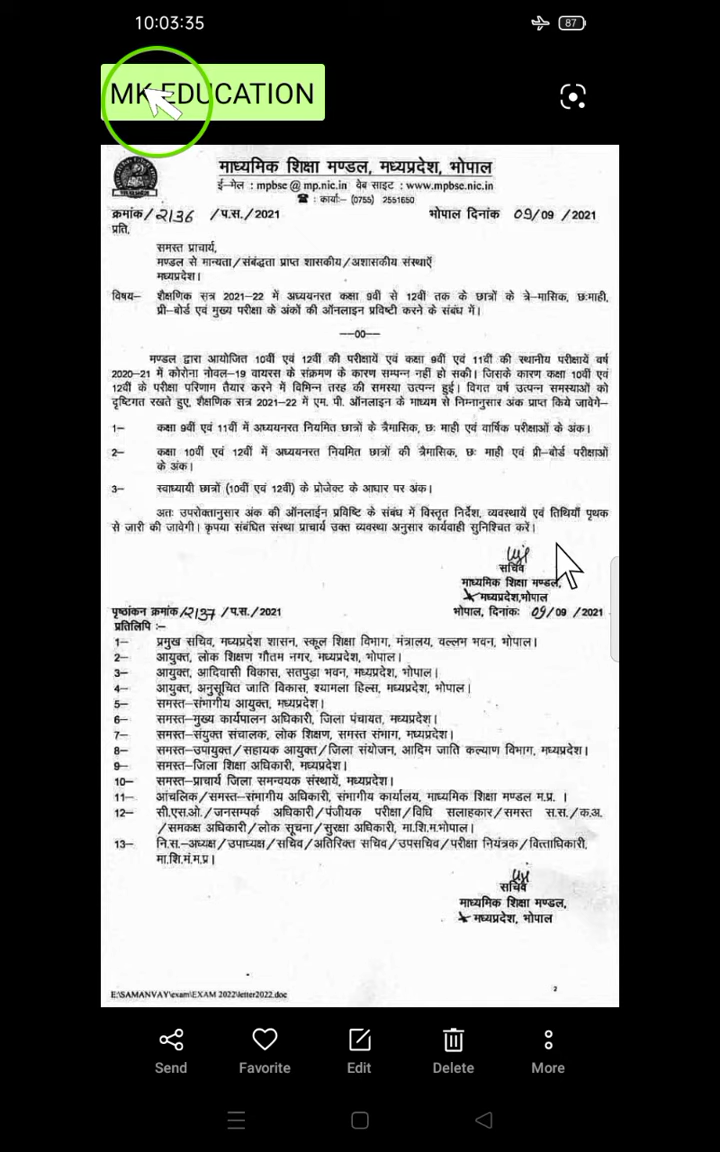 10:03:35
87
MK EDUCATION
माध्यमिक शिक्षा मण्डल, मध्यप्रदेश, भोपाल
ई–मेल : mpbse @ mp.nic.in वेब साइट : www.mpbse.nic.in
☎ : कार्याः– (0755) 2551650
क्रमांक/2136 /प.स./2021 भोपाल दिनांक 09/09 /2021
प्रति,
समस्त प्राचार्य,
मण्डल से मान्यता/संबद्धता प्राप्त शासकीय/अशासकीय संस्थाऐं
मध्यप्रदेश।
विषय– शैक्षणिक सत्र 2021–22 में अध्ययनरत कक्षा 9वीं से 12वीं तक के छात्रों के त्रे–मासिक, छःमाही,
प्री–बोर्ड एवं मुख्य परीक्षा के अंकों की ऑनलाइन प्रविष्टी करने के संबंध में।
—00—
मण्डल द्वारा आयोजित 10वीं एवं 12वीं की परीक्षायें एवं कक्षा 9वीं एवं 11वीं की स्थानीय परीक्षायें वर्ष
2020–21 में कोरोना नोवल–19 वायरस के संक्रमण के कारण सम्पन्न नहीं हो सकी। जिसके कारण कक्षा 10वीं एवं
12वीं के परीक्षा परिणाम तैयार करने में विभिन्न तरह की समस्या उत्पन्न हुई। विगत वर्ष उत्पन्न समस्याओं को
दृष्टिगत रखते हुए, शैक्षणिक सत्र 2021–22 में एम. पी. ऑनलाइन के माध्यम से निम्नानुसार अंक प्राप्त किये जावेगे–
1– कक्षा 9वीं एवं 11वीं में अध्ययनरत नियमित छात्रों के त्रैमासिक, छः माही एवं वार्षिक परीक्षाओं के अंक।
2– कक्षा 10वीं एवं 12वीं में अध्ययनरत नियमित छात्रों की त्रैमासिक, छः माही एवं प्री–बोर्ड परीक्षाओं
के अंक।
3– स्वाध्यायी छात्रों (10वीं एवं 12वीं) के प्रोजेक्ट के आधार पर अंक।
अतः उपरोक्तानुसार अंक की ऑनलाईन प्रविष्टि के संबंध में विस्तृत निर्देश, व्यवस्थायें एवं तिथियाँ पृथक
से जारी की जावेगी। कृपया संबंधित संस्था प्राचार्य उक्त व्यवस्था अनुसार कार्यवाही सुनिश्चित करें।
सचिव
माध्यमिक शिक्षा मण्डल,
मध्यप्रदेश,भोपाल
पृष्ठांकन क्रमांक/2137/प.स./2021 भोपाल, दिनांकः 09/09 /2021
प्रतिलिपि :–
1– प्रमुख सचिव, मध्यप्रदेश शासन, स्कूल शिक्षा विभाग, मंत्रालय, वल्लम भवन, भोपाल।
2– आयुक्त, लोक शिक्षण गौतम नगर, मध्यप्रदेश, भोपाल।
3– आयुक्त, आदिवासी विकास, सतपुड़ा भवन, मध्यप्रदेश, भोपाल।
4– आयुक्त, अनुसूचित जाति विकास, श्यामला हिल्स, मध्यप्रदेश, भोपाल।
5– समस्त–संभागीय आयुक्त, मध्यप्रदेश।
6– समस्त–मुख्य कार्यपालन अधिकारी, जिला पंचायत, मध्यप्रदेश।
7– समस्त–संयुक्त संचालक, लोक शिक्षण, समस्त संभाग, मध्यप्रदेश।
8– समस्त–उपायुक्त/सहायक आयुक्त/जिला संयोजन, आदिम जाति कल्याण विभाग, मध्यप्रदेश।
9– समस्त–जिला शिक्षा अधिकारी, मध्यप्रदेश।
10– समस्त–प्राचार्य जिला समन्वयक संस्थायें, मध्यप्रदेश।
11– आंचलिक/समस्त–संभागीय अधिकारी, संभागीय कार्यालय, माध्यमिक शिक्षा मण्डल म.प्र. ।
12– सी.एस.ओ./जनसम्पर्क अधिकारी/पंजीयक परीक्षा/विधि सलाहकार/समस्त स.स./क.अ.
/समकक्ष अधिकारी/लोक सूचना/सुरक्षा अधिकारी, मा.शि.म.भोपाल।
13– नि.स.–अध्यक्ष/उपाध्यक्ष/सचिव/अतिरिक्त सचिव/उपसचिव/परीक्षा नियंत्रक/वित्ताधिकारी,
मा.शि.मं.म.प्र।
सचिव
माध्यमिक शिक्षा मण्डल,
मध्यप्रदेश, भोपाल
E:\SAMANVAY\exam\EXAM 2022\letter2022.doc 2
Send Favorite Edit Delete More